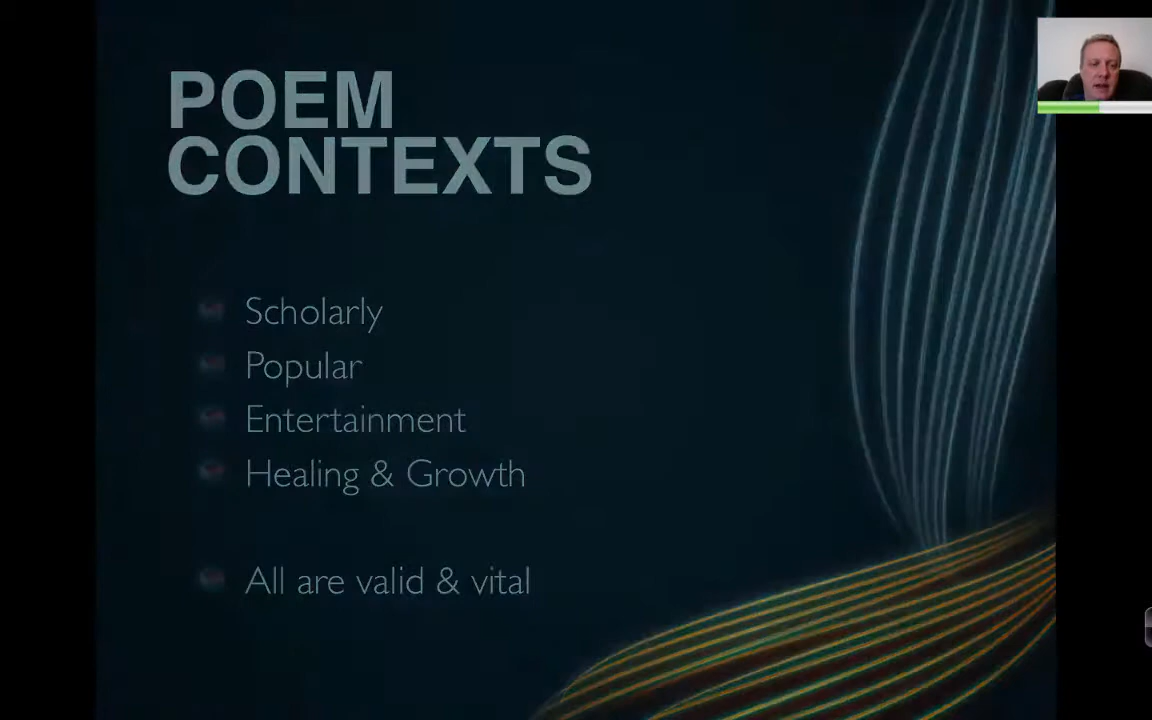 POEM
CONTEXTS
Scholarly
Popular
Entertainment
Healing & Growth
All are valid & vital